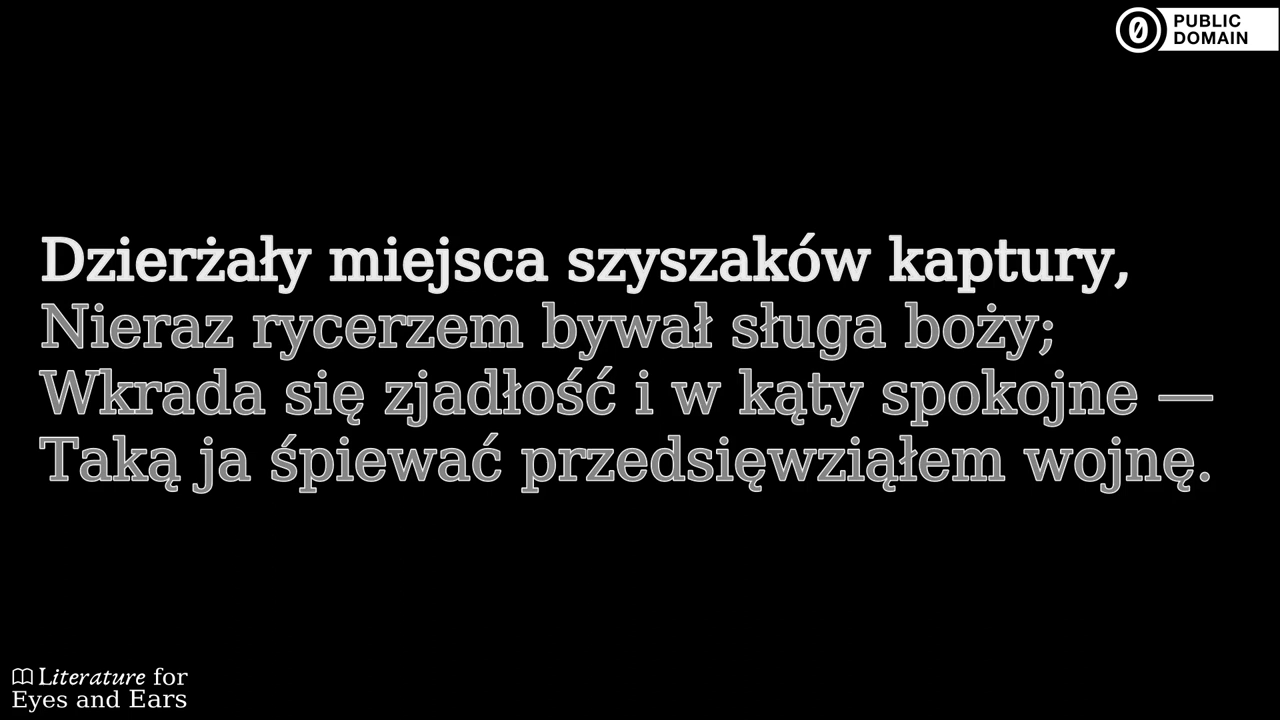 PUBLIC
DOMAIN
Dzierżały miejsca szyszaków kaptury,
Nieraz rycerzem bywał sługa boży;
Wkrada się zjadłość i w kąty spokojne —
Taką ja śpiewać przedsięwziąłem wojnę.
Literature for
Eyes and Ears